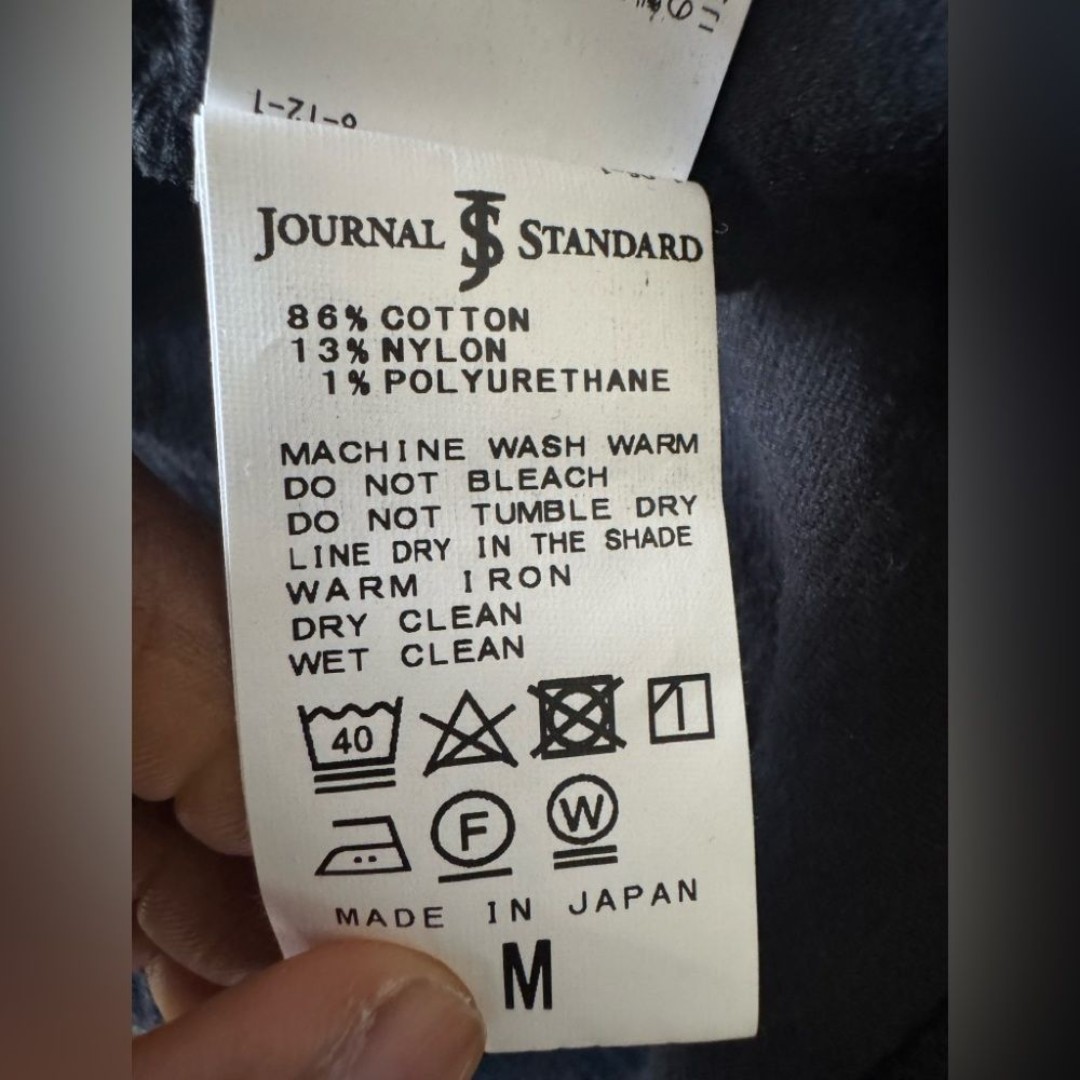 JOURNAL JS STANDARD
86% COTTON
13% NYLON
1% POLYURETHANE
MACHINE WASH WARM
DO NOT BLEACH
DO NOT TUMBLE DRY
LINE DRY IN THE SHADE
WARM IRON
DRY CLEAN
WET CLEAN
40
F W
MADE IN JAPAN
M